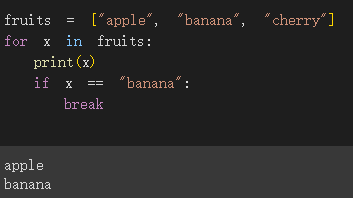 fruits = ["apple", "banana", "cherry"]
for x in fruits:
    print(x)
    if x == "banana":
        break
apple
banana